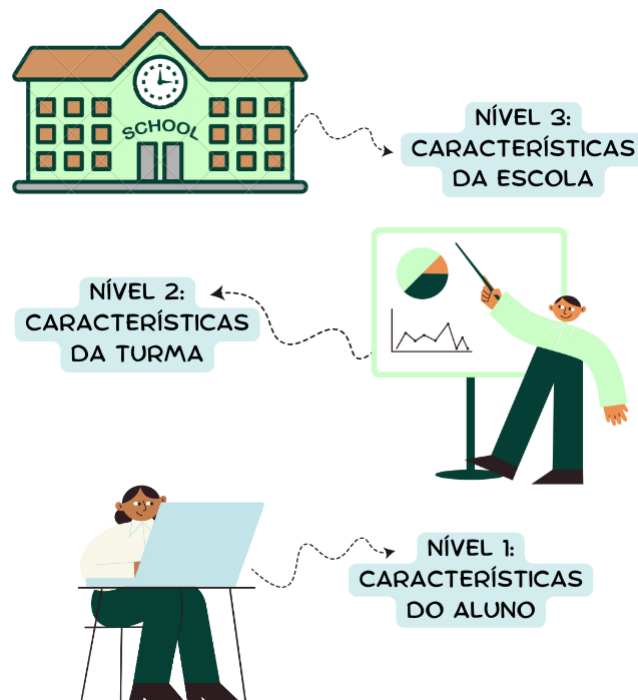 SCHOOL
NÍVEL 3:
CARACTERÍSTICAS
DA ESCOLA
NÍVEL 2:
CARACTERÍSTICAS
DA TURMA
NÍVEL 1:
CARACTERÍSTICAS
DO ALUNO